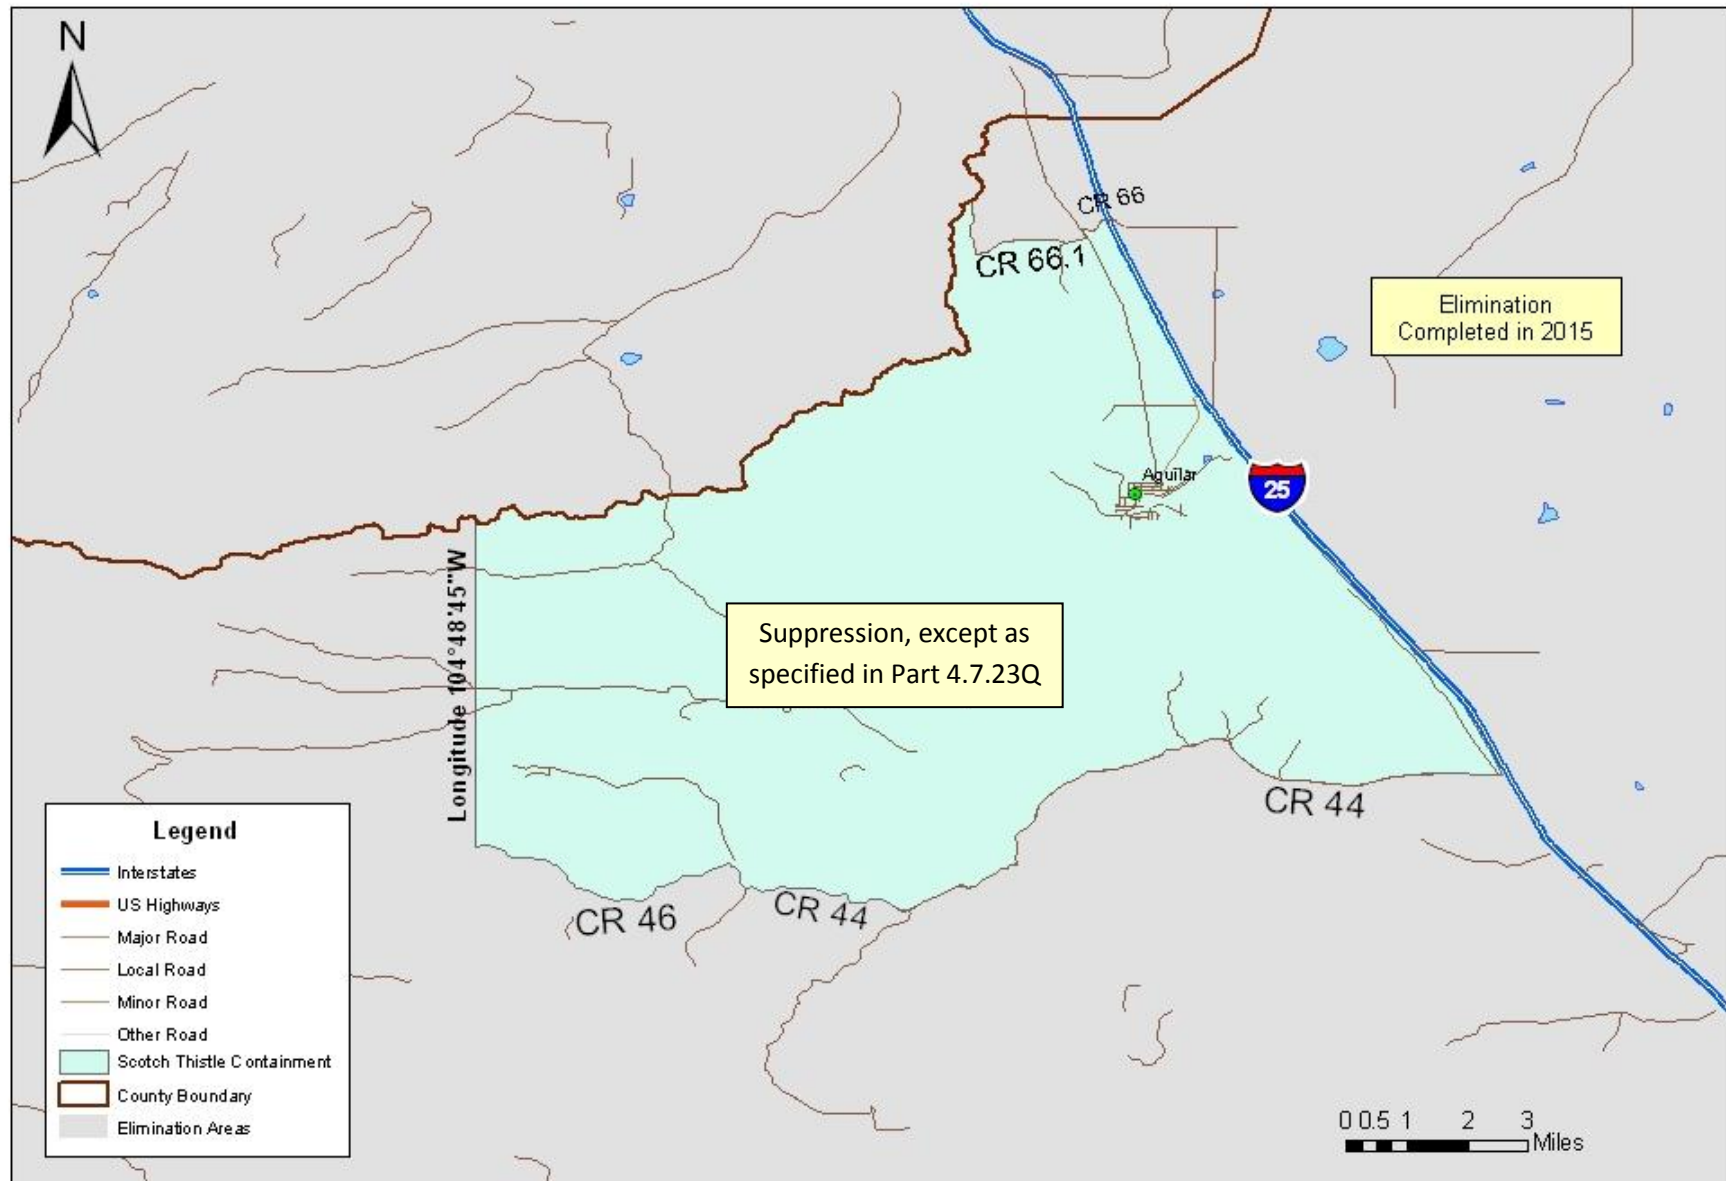 N
CR 66
CR 66.1
Elimination
Completed in 2015
Aguilar
25
Longitude 104°48'45"W
Suppression, except as
specified in Part 4.7.23Q
CR 44
CR 46
CR 44
Legend
Interstates
US Highways
Major Road
Local Road
Minor Road
Other Road
Scotch Thistle Containment
County Boundary
Elimination Areas
0 0.5 1 2 3
Miles